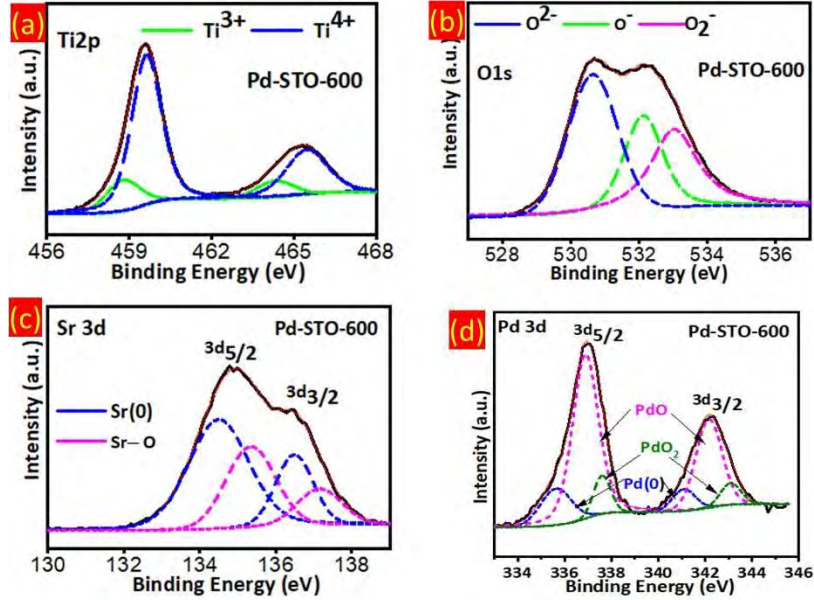 (a)
Ti2p
Ti3+
Ti4+
Pd-STO-600
Intensity (a.u.)
456 459 462 465 468
Binding Energy (eV)
(b)
O2- o- O2-
O1s
Pd-STO-600
Intensity (a.u.)
528 530 532 534 536
Binding Energy (eV)
(c)
Sr 3d
Pd-STO-600
3d5/2
3d3/2
Sr(0)
Sr–O
Intensity (a.u.)
130 132 134 136 138
Binding Energy (eV)
(d)
Pd 3d
3d5/2
Pd-STO-600
3d3/2
PdO
PdO2
Pd(0)
Intensity (a.u.)
334 336 338 340 342 344 346
Binding Energy (eV)